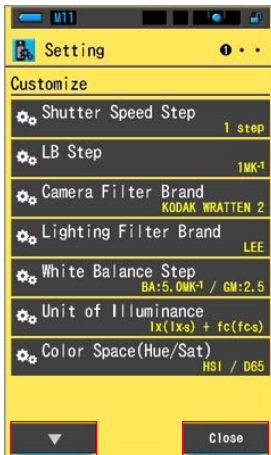 M11
Setting
Customize
Shutter Speed Step
1 step
LB Step
1MK-¹
Camera Filter Brand
KODAK WRATTEN 2
Lighting Filter Brand
LEE
White Balance Step
BA:5.0MK-¹ / GM:2.5
Unit of Illuminance
lx(lx·s) + fc(fc·s)
Color Space(Hue/Sat)
HSI / D65
Close